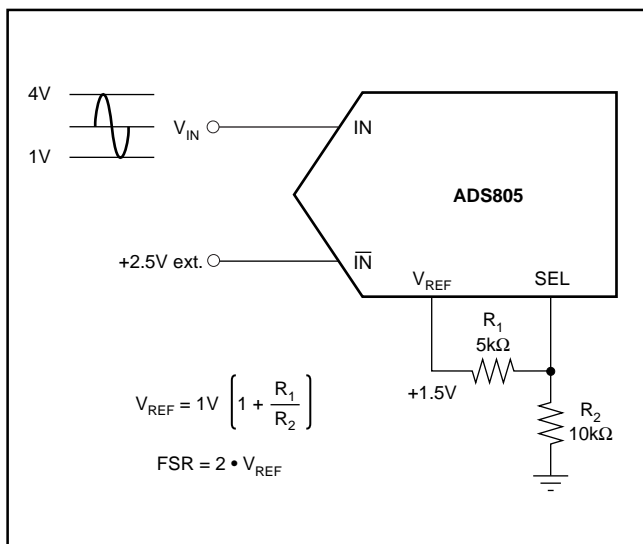 4V
1V
V_IN
IN
ADS805
+2.5V ext.
I̅N̅
V_REF
SEL
R_1
5kΩ
+1.5V
R_2
10kΩ
V_REF = 1V (1 + R_1/R_2)
FSR = 2 • V_REF